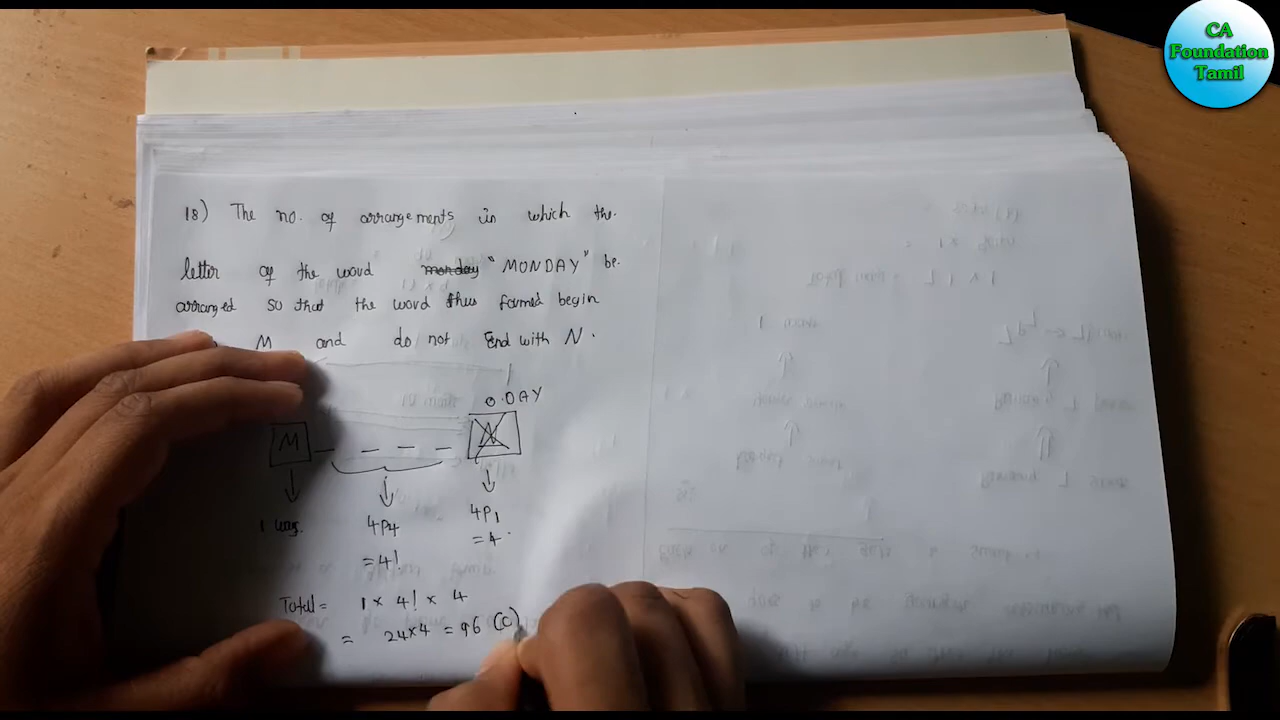 CA
Foundation
Tamil
18) The no. of arrangements in which the
letter of the word monday "MONDAY" be
arranged so that the word thus formed begin
M and do not End with N.
O.DAY
M _ _ _ _ N
1 ways. 4P4 4P1
=4! =4.
Total = 1 × 4! × 4
= 24×4 = 96 (C)